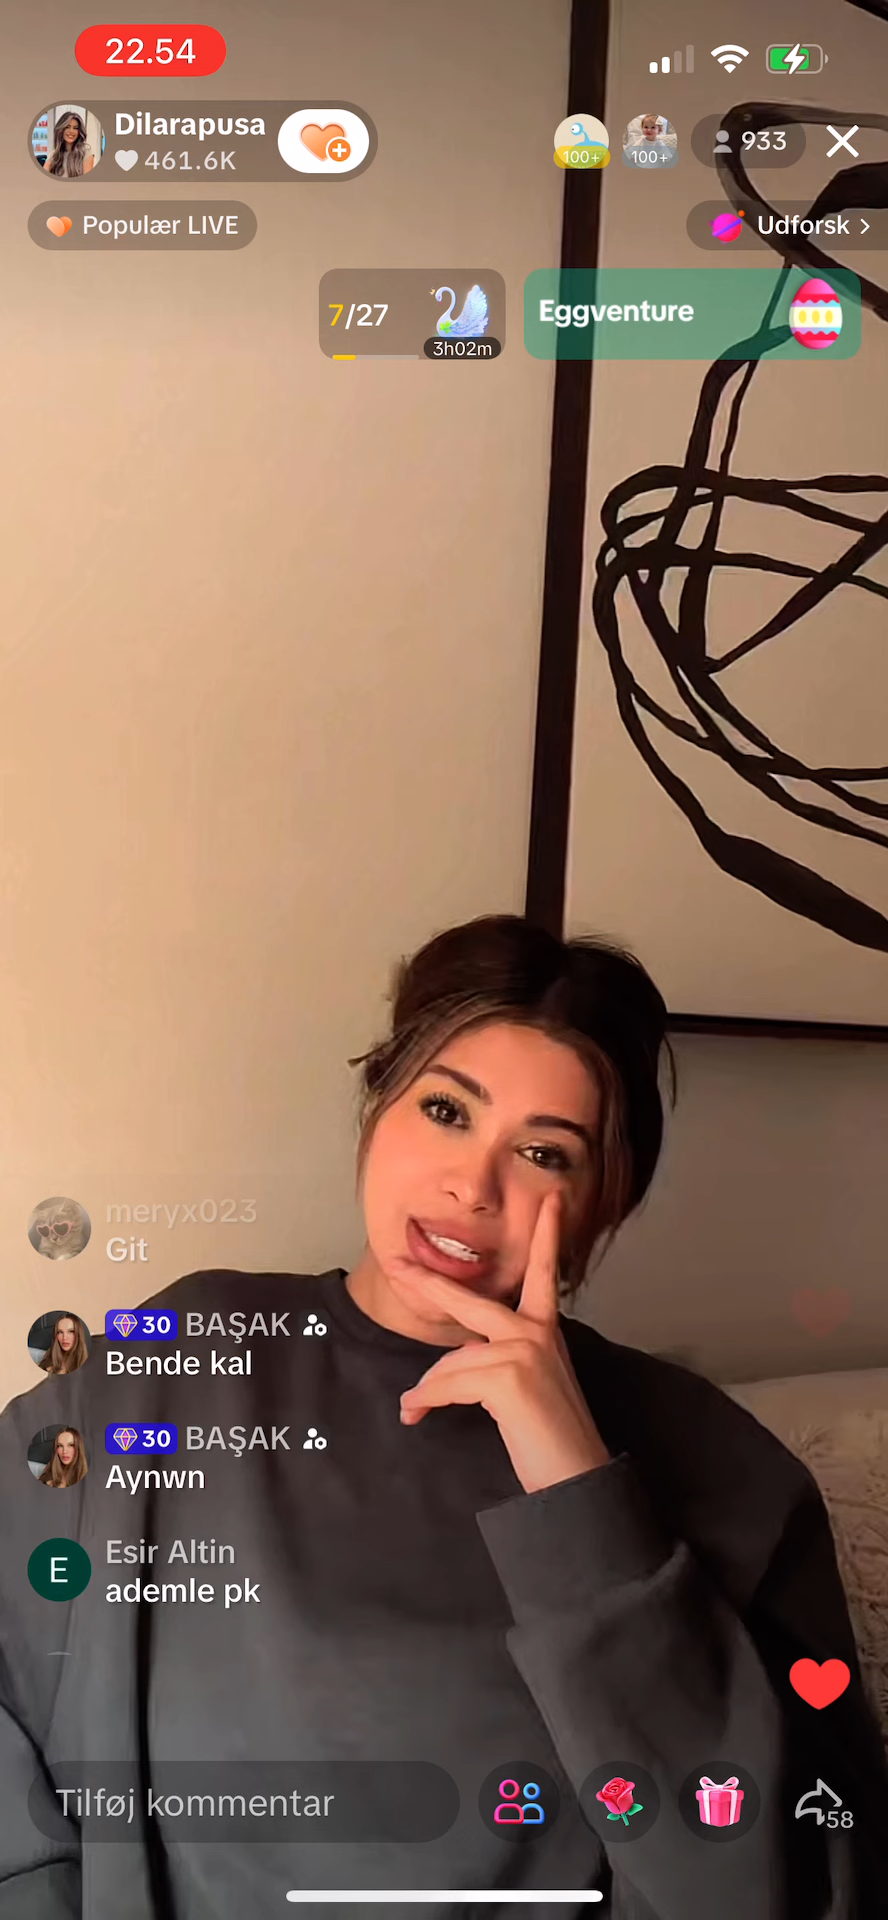 22.54
Dilarapusa
461.6K
100+
100+
933
Populær LIVE
Udforsk >
7/27
3h02m
Eggventure
meryx023
Git
30 BAŞAK
Bende kal
30 BAŞAK
Aynwn
E
Esir Altin
ademle pk
Tilføj kommentar
58